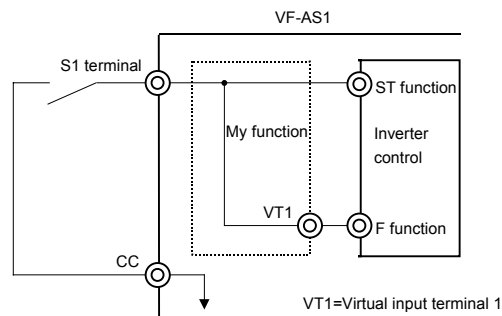 VF-AS1
S1 terminal
ST function
My function
Inverter
control
VT1
F function
CC
VT1=Virtual input terminal 1